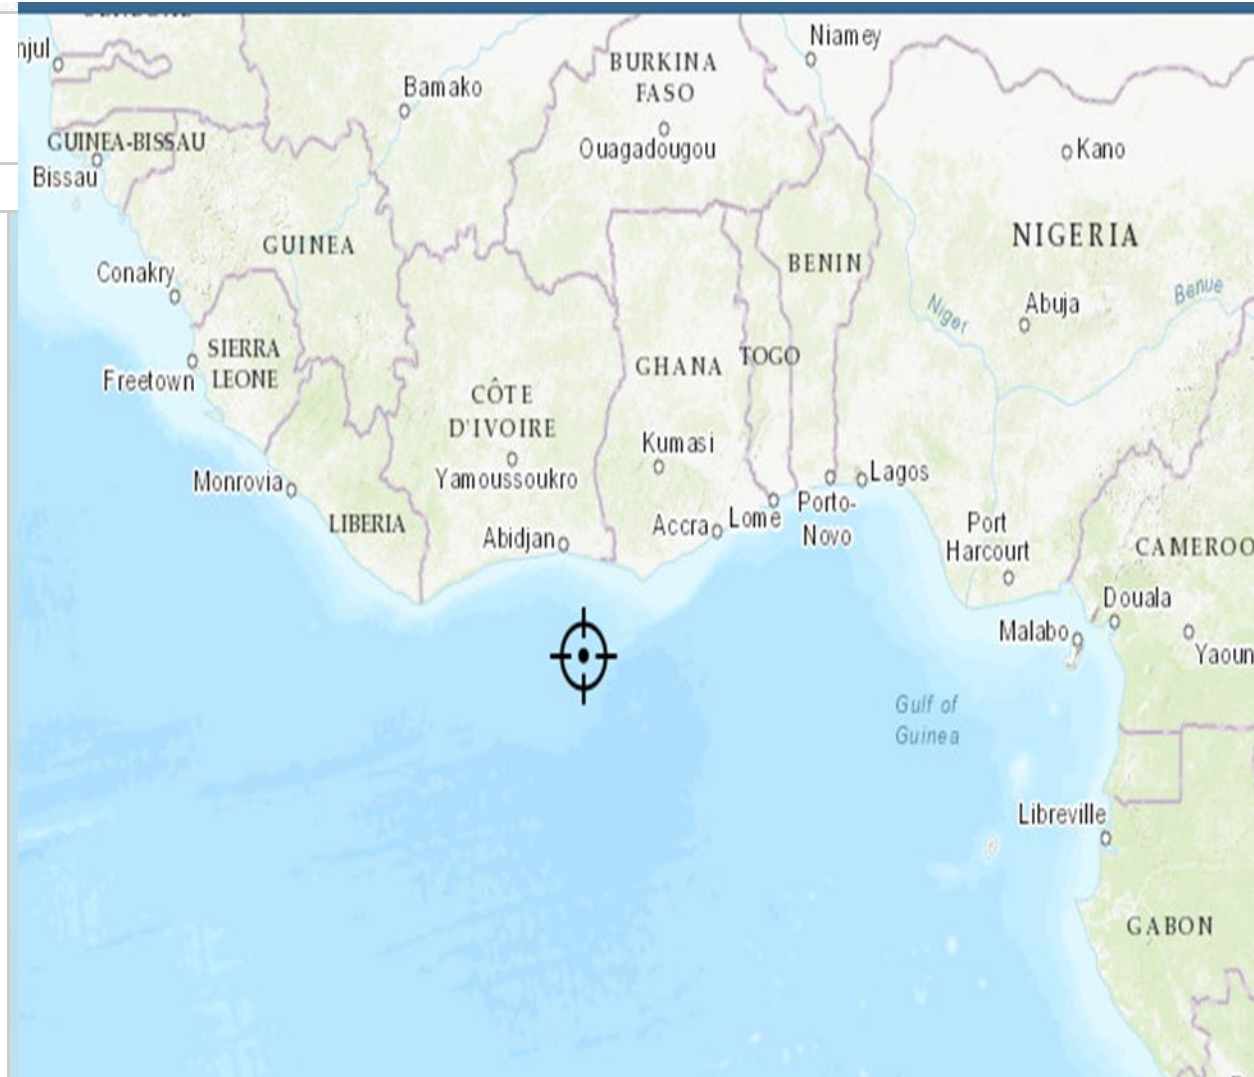 Niamey
BURKINA
FASO
Bamako
Ouagadougou
Kano
GUINEA-BISSAU
Bissau
NIGERIA
GUINEA
BENIN
Conakry
Benue
Abuja
Niger
SIERRA
LEONE
GHANA
TOGO
Freetown
CÔTE
D'IVOIRE
Kumasi
Yamoussoukro
Lagos
Monrovia
Porto-
Novo
Lome
Accra
LIBERIA
Abidjan
Port
Harcourt
CAMEROO
Douala
Malabo
Yaoun
Gulf of
Guinea
Libreville
GABON